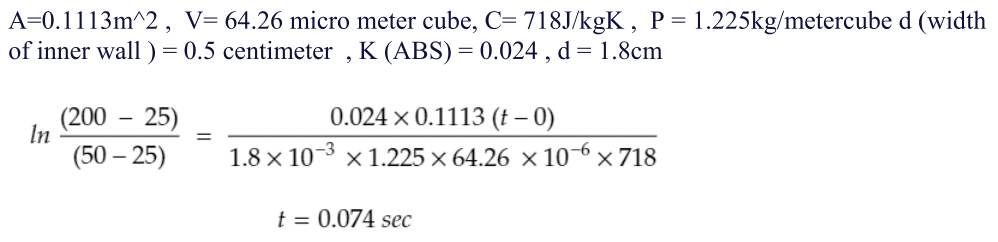 A=0.1113m^2 , V= 64.26 micro meter cube, C= 718J/kgK , P = 1.225kg/metercube d (width
of inner wall ) = 0.5 centimeter , K (ABS) = 0.024 , d = 1.8cm
ln (200 − 25)/(50 − 25) = 0.024 × 0.1113 (t − 0)/1.8 × 10⁻³ × 1.225 × 64.26 × 10⁻⁶ × 718
t = 0.074 sec